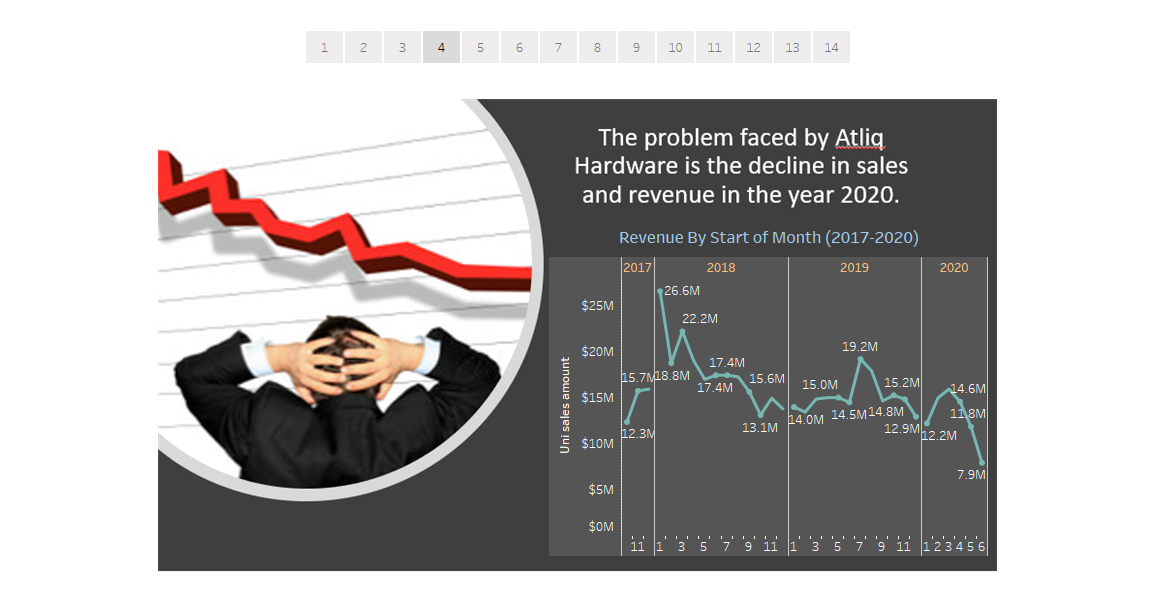 1 2 3 4 5 6 7 8 9 10 11 12 13 14
The problem faced by Atliq
Hardware is the decline in sales
and revenue in the year 2020.
Revenue By Start of Month (2017-2020)
2017 2018 2019 2020
Uni sales amount
$25M
$20M
$15M
$10M
$5M
$0M
15.7M
12.3M
26.6M
18.8M
22.2M
17.4M
17.4M
15.6M
13.1M
14.0M
15.0M
14.5M
19.2M
14.8M
15.2M
12.9M
12.2M
14.6M
11.8M
7.9M
11 1 3 5 7 9 11 1 3 5 7 9 11 1 2 3 4 5 6